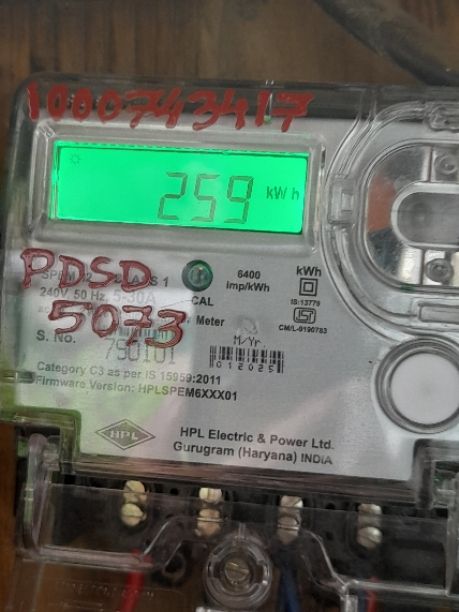 1000743417
259 kWh
PDSD
5073
240V, 50 Hz, 5-30A
6400
imp/kWh
kWh
CAL
IS:13779
CM/L-9190783
Meter
S. No.
M/Yr.
012025
Category C3 as per IS 15959:2011
Firmware Version: HPLSPEM6XXX01
HPL
HPL Electric & Power Ltd.
Gurugram (Haryana) INDIA